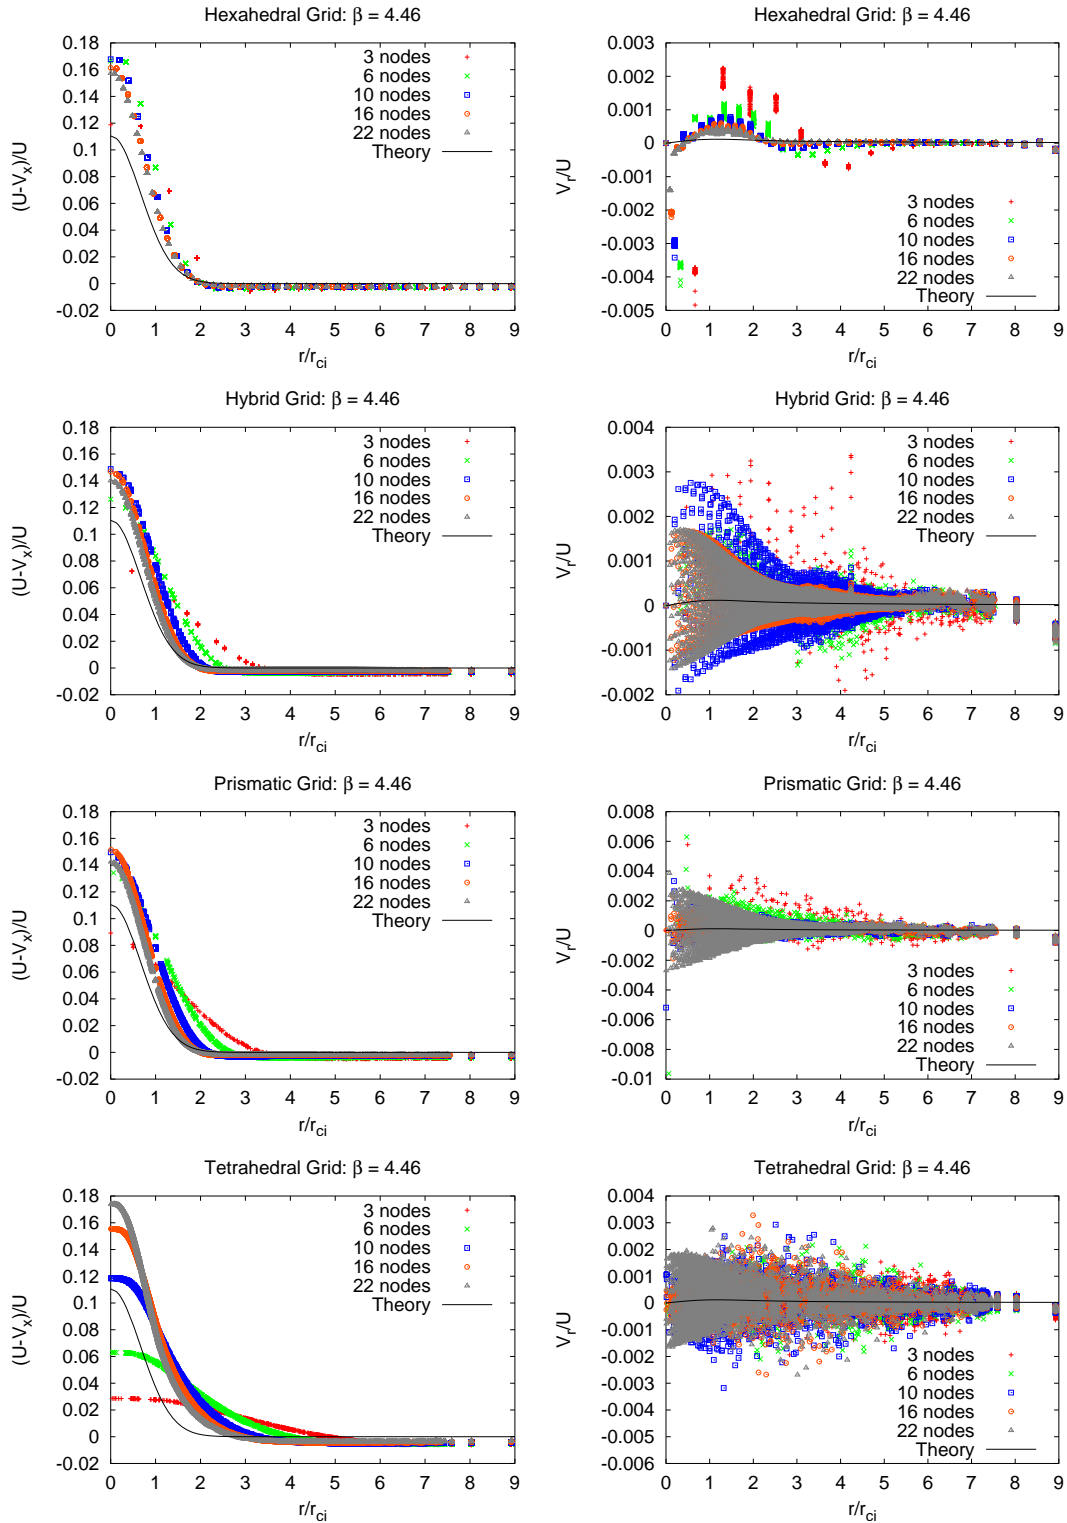 Hexahedral Grid: β = 4.46
(U-Vx)/U
0.18
0.16
0.14
0.12
0.1
0.08
0.06
0.04
0.02
0
-0.02
3 nodes
6 nodes
10 nodes
16 nodes
22 nodes
Theory
0 1 2 3 4 5 6 7 8 9
r/rci
Hexahedral Grid: β = 4.46
Vr/U
0.003
0.002
0.001
0
-0.001
-0.002
-0.003
-0.004
-0.005
3 nodes
6 nodes
10 nodes
16 nodes
22 nodes
Theory
0 1 2 3 4 5 6 7 8 9
r/rci
Hybrid Grid: β = 4.46
(U-Vx)/U
0.18
0.16
0.14
0.12
0.1
0.08
0.06
0.04
0.02
0
-0.02
3 nodes
6 nodes
10 nodes
16 nodes
22 nodes
Theory
0 1 2 3 4 5 6 7 8 9
r/rci
Hybrid Grid: β = 4.46
Vr/U
0.004
0.003
0.002
0.001
0
-0.001
-0.002
3 nodes
6 nodes
10 nodes
16 nodes
22 nodes
Theory
0 1 2 3 4 5 6 7 8 9
r/rci
Prismatic Grid: β = 4.46
(U-Vx)/U
0.18
0.16
0.14
0.12
0.1
0.08
0.06
0.04
0.02
0
-0.02
3 nodes
6 nodes
10 nodes
16 nodes
22 nodes
Theory
0 1 2 3 4 5 6 7 8 9
r/rci
Prismatic Grid: β = 4.46
Vr/U
0.008
0.006
0.004
0.002
0
-0.002
-0.004
-0.006
-0.008
-0.01
3 nodes
6 nodes
10 nodes
16 nodes
22 nodes
Theory
0 1 2 3 4 5 6 7 8 9
r/rci
Tetrahedral Grid: β = 4.46
(U-Vx)/U
0.18
0.16
0.14
0.12
0.1
0.08
0.06
0.04
0.02
0
-0.02
3 nodes
6 nodes
10 nodes
16 nodes
22 nodes
Theory
0 1 2 3 4 5 6 7 8 9
r/rci
Tetrahedral Grid: β = 4.46
Vr/U
0.004
0.003
0.002
0.001
0
-0.001
-0.002
-0.003
-0.004
-0.005
-0.006
3 nodes
6 nodes
10 nodes
16 nodes
22 nodes
Theory
0 1 2 3 4 5 6 7 8 9
r/rci